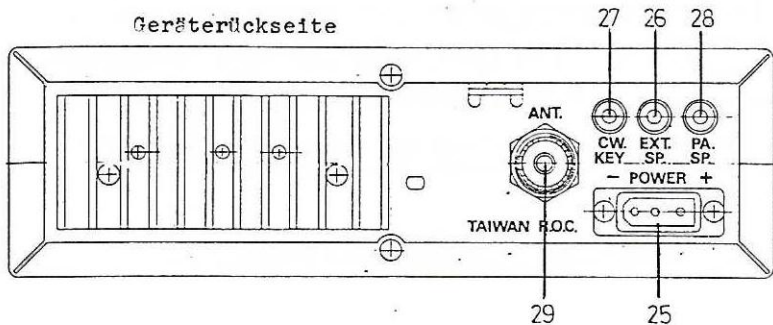 Geräterückseite
27 26 28
ANT.
CW. EXT. PA.
KEY SP. SP.
− POWER +
TAIWAN R.O.C.
29 25